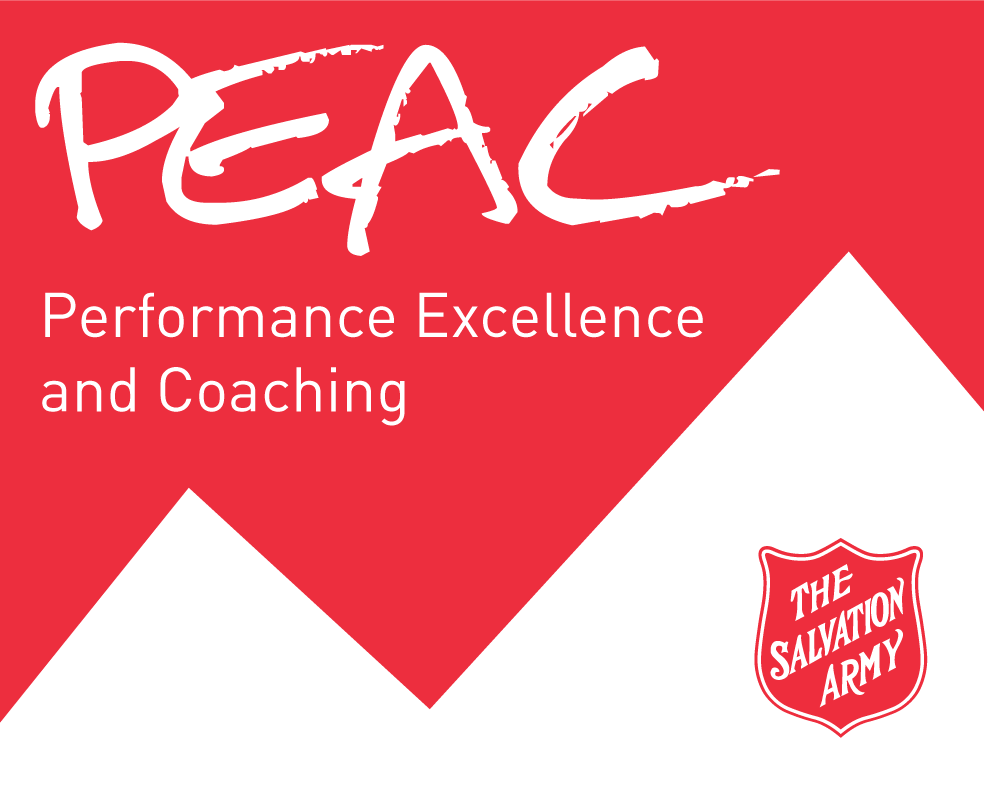 PEAC
Performance Excellence
and Coaching
THE
SALVATION
ARMY